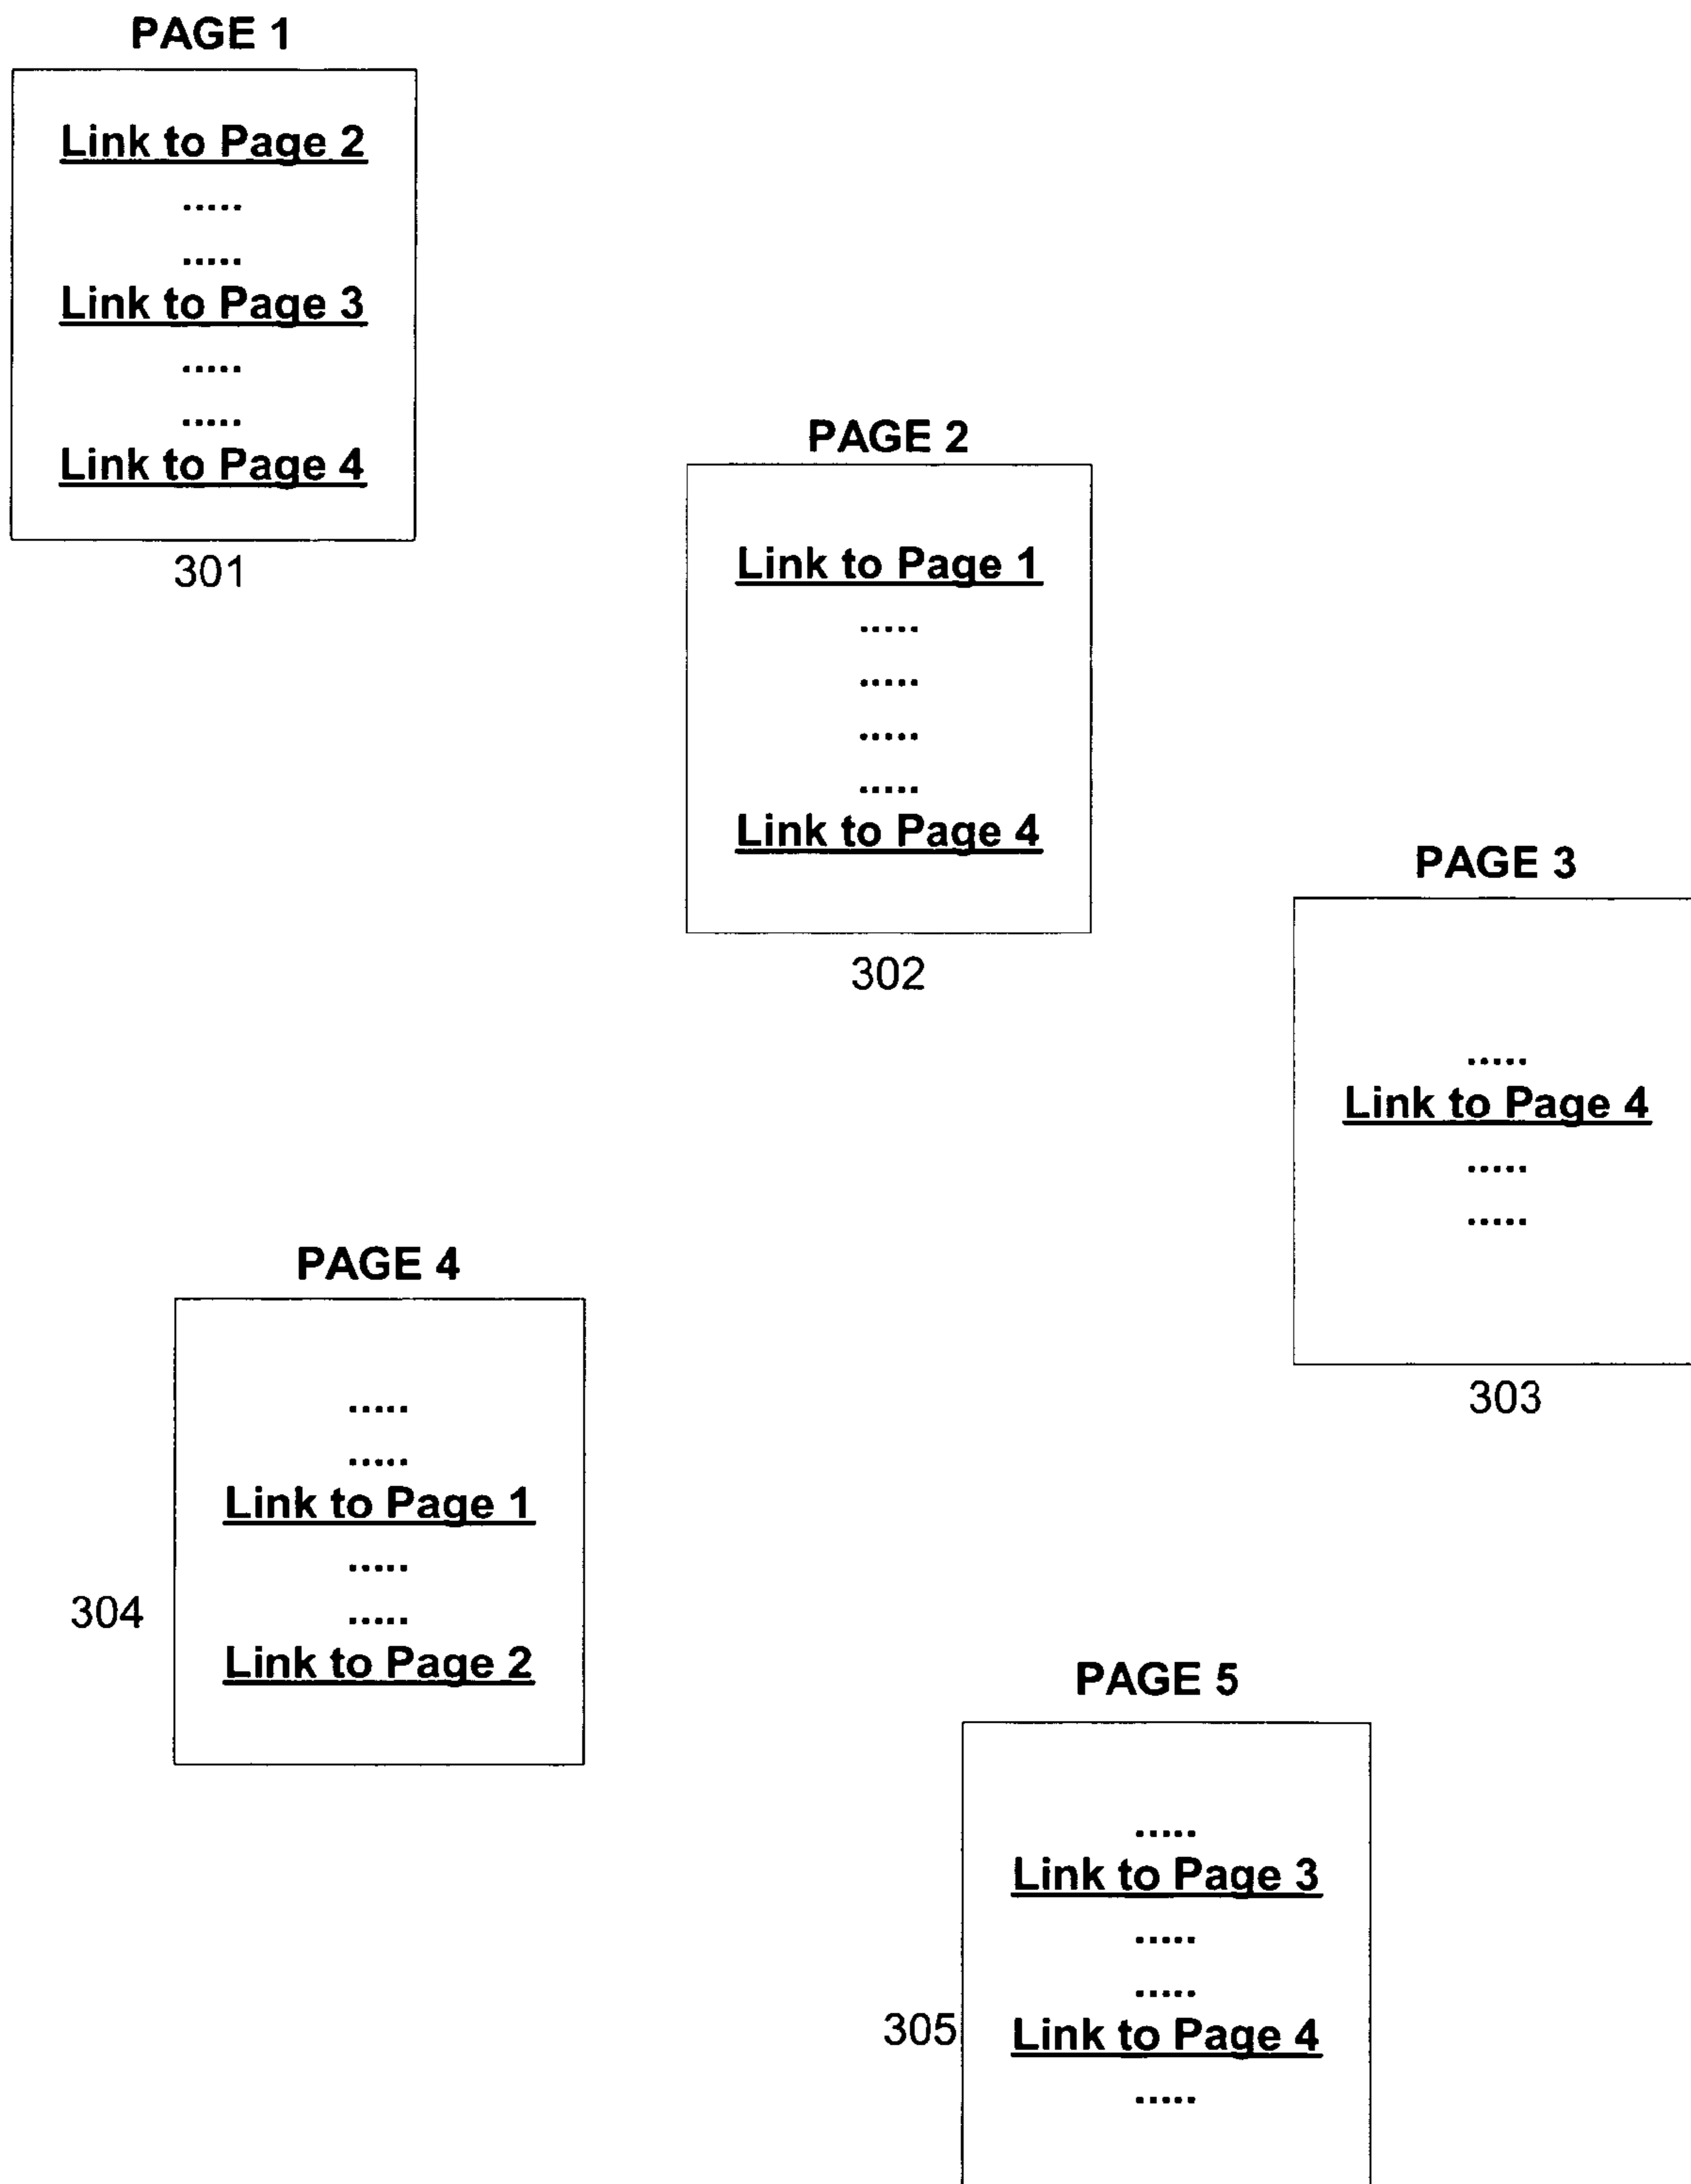 PAGE 1
Link to Page 2
.....
.....
Link to Page 3
.....
.....
Link to Page 4
301
PAGE 2
Link to Page 1
.....
.....
.....
.....
Link to Page 4
302
PAGE 3
.....
Link to Page 4
.....
.....
303
PAGE 4
.....
.....
Link to Page 1
.....
.....
Link to Page 2
304
PAGE 5
.....
Link to Page 3
.....
.....
Link to Page 4
.....
305